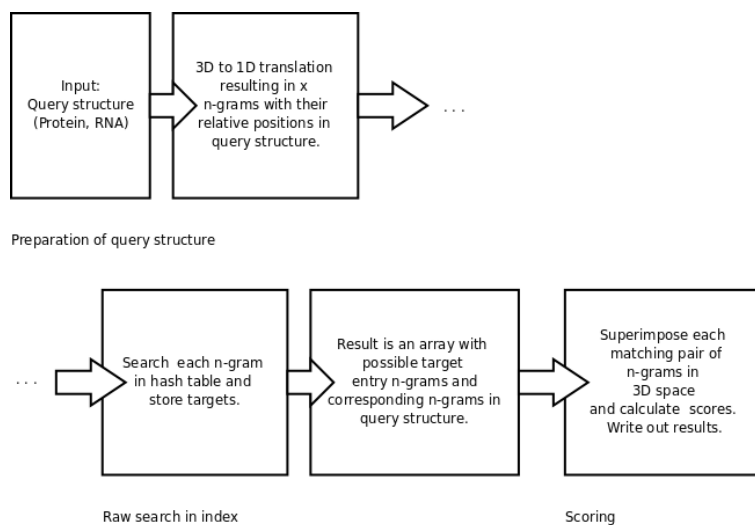 Input:
Query structure
(Protein, RNA)
3D to 1D translation
resulting in x
n-grams with their
relative positions in
query structure.
. . .
Preparation of query structure
. . .
Search each n-gram
in hash table and
store targets.
Result is an array with
possible target
entry n-grams and
corresponding n-grams in
query structure.
Superimpose each
matching pair of
n-grams in
3D space
and calculate scores.
Write out results.
Raw search in index
Scoring